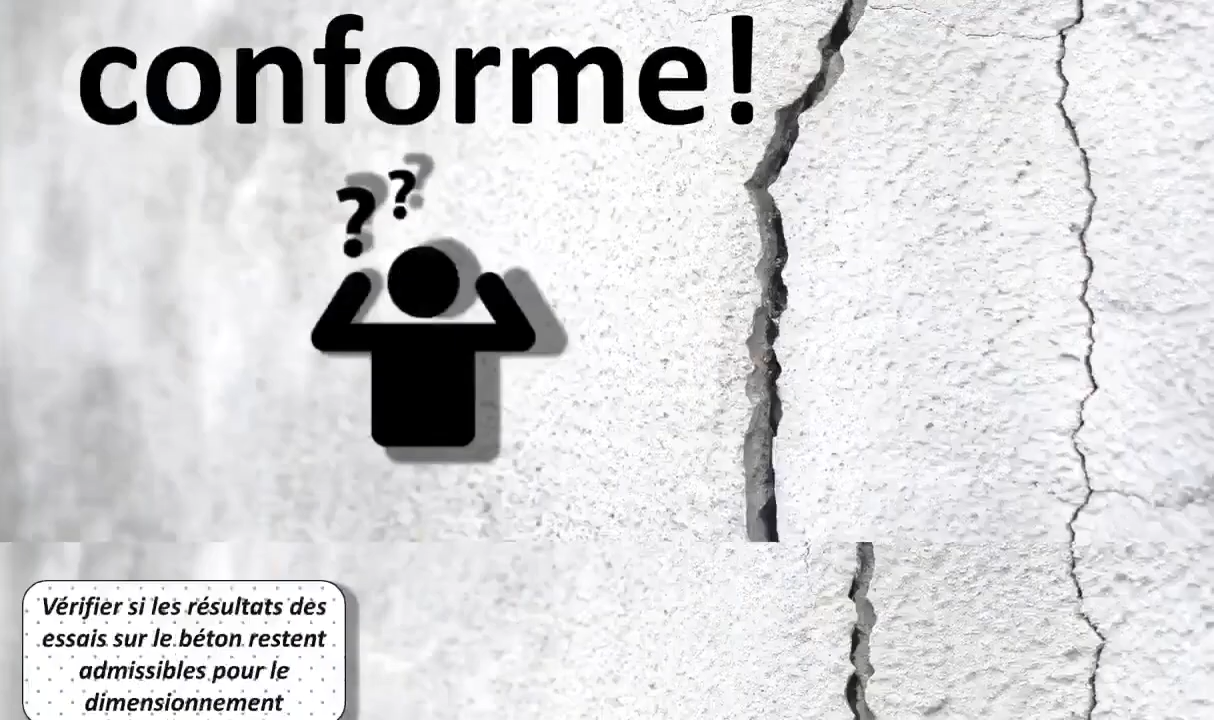 conforme!
? ?
Vérifier si les résultats des
essais sur le béton restent
admissibles pour le
dimensionnement